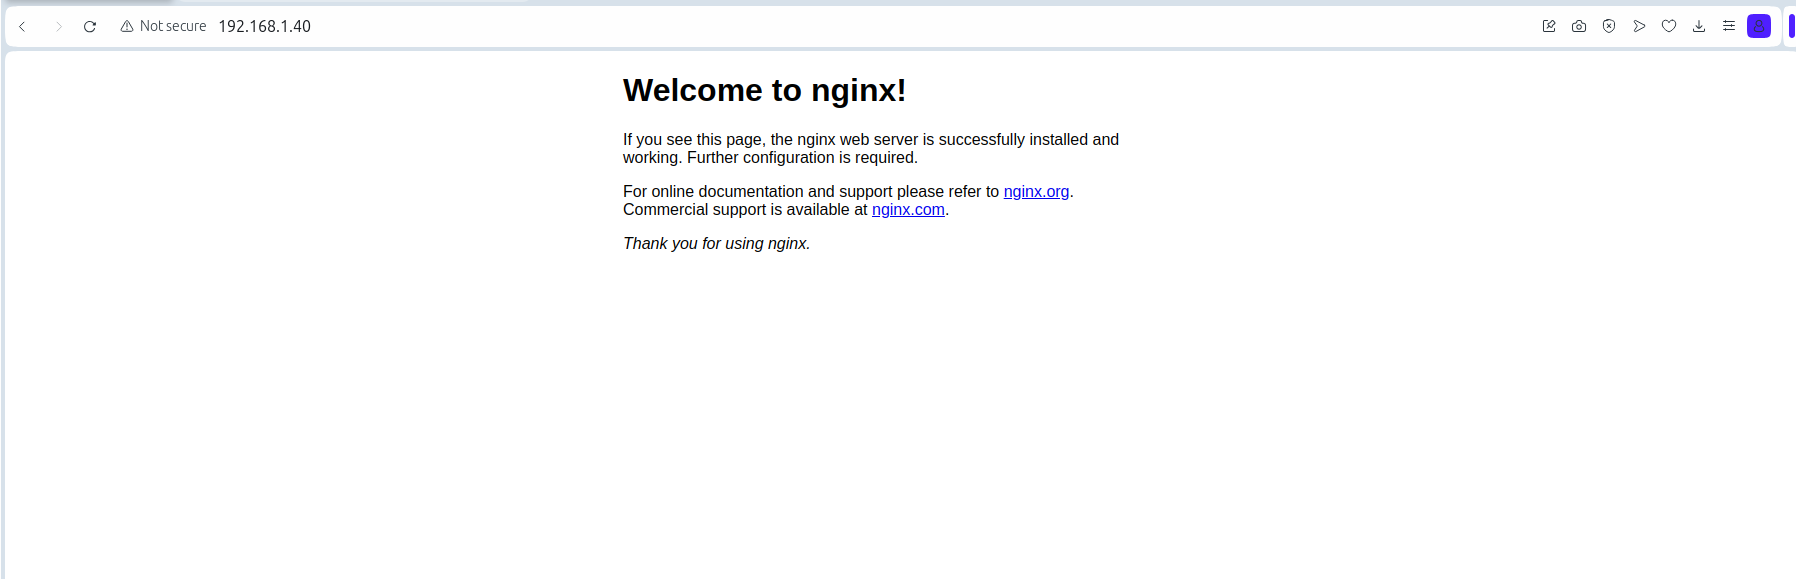 Not secure 192.168.1.40
Welcome to nginx!
If you see this page, the nginx web server is successfully installed and
working. Further configuration is required.
For online documentation and support please refer to nginx.org.
Commercial support is available at nginx.com.
Thank you for using nginx.